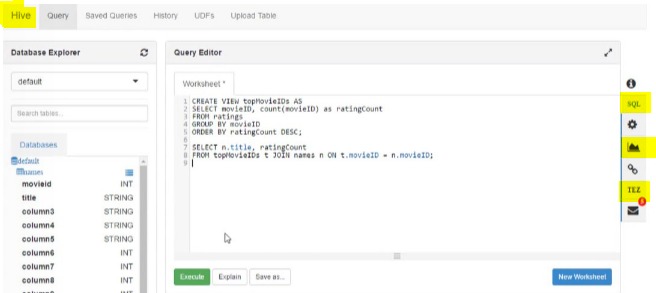 Hive Query Saved Queries History UDFs Upload Table
Database Explorer
default
Search tables...
Databases
default
names
movieid INT
title STRING
column3 STRING
column4 STRING
column5 STRING
column6 INT
column7 INT
column8 INT
Query Editor
Worksheet *
1 CREATE VIEW topMovieIDs AS
2 SELECT movieID, count(movieID) as ratingCount
3 FROM ratings
4 GROUP BY movieID
5 ORDER BY ratingCount DESC;
6
7 SELECT n.title, ratingCount
8 FROM topMovieIDs t JOIN names n ON t.movieID = n.movieID;
9
Execute Explain Save as... New Worksheet
SQL
TEZ